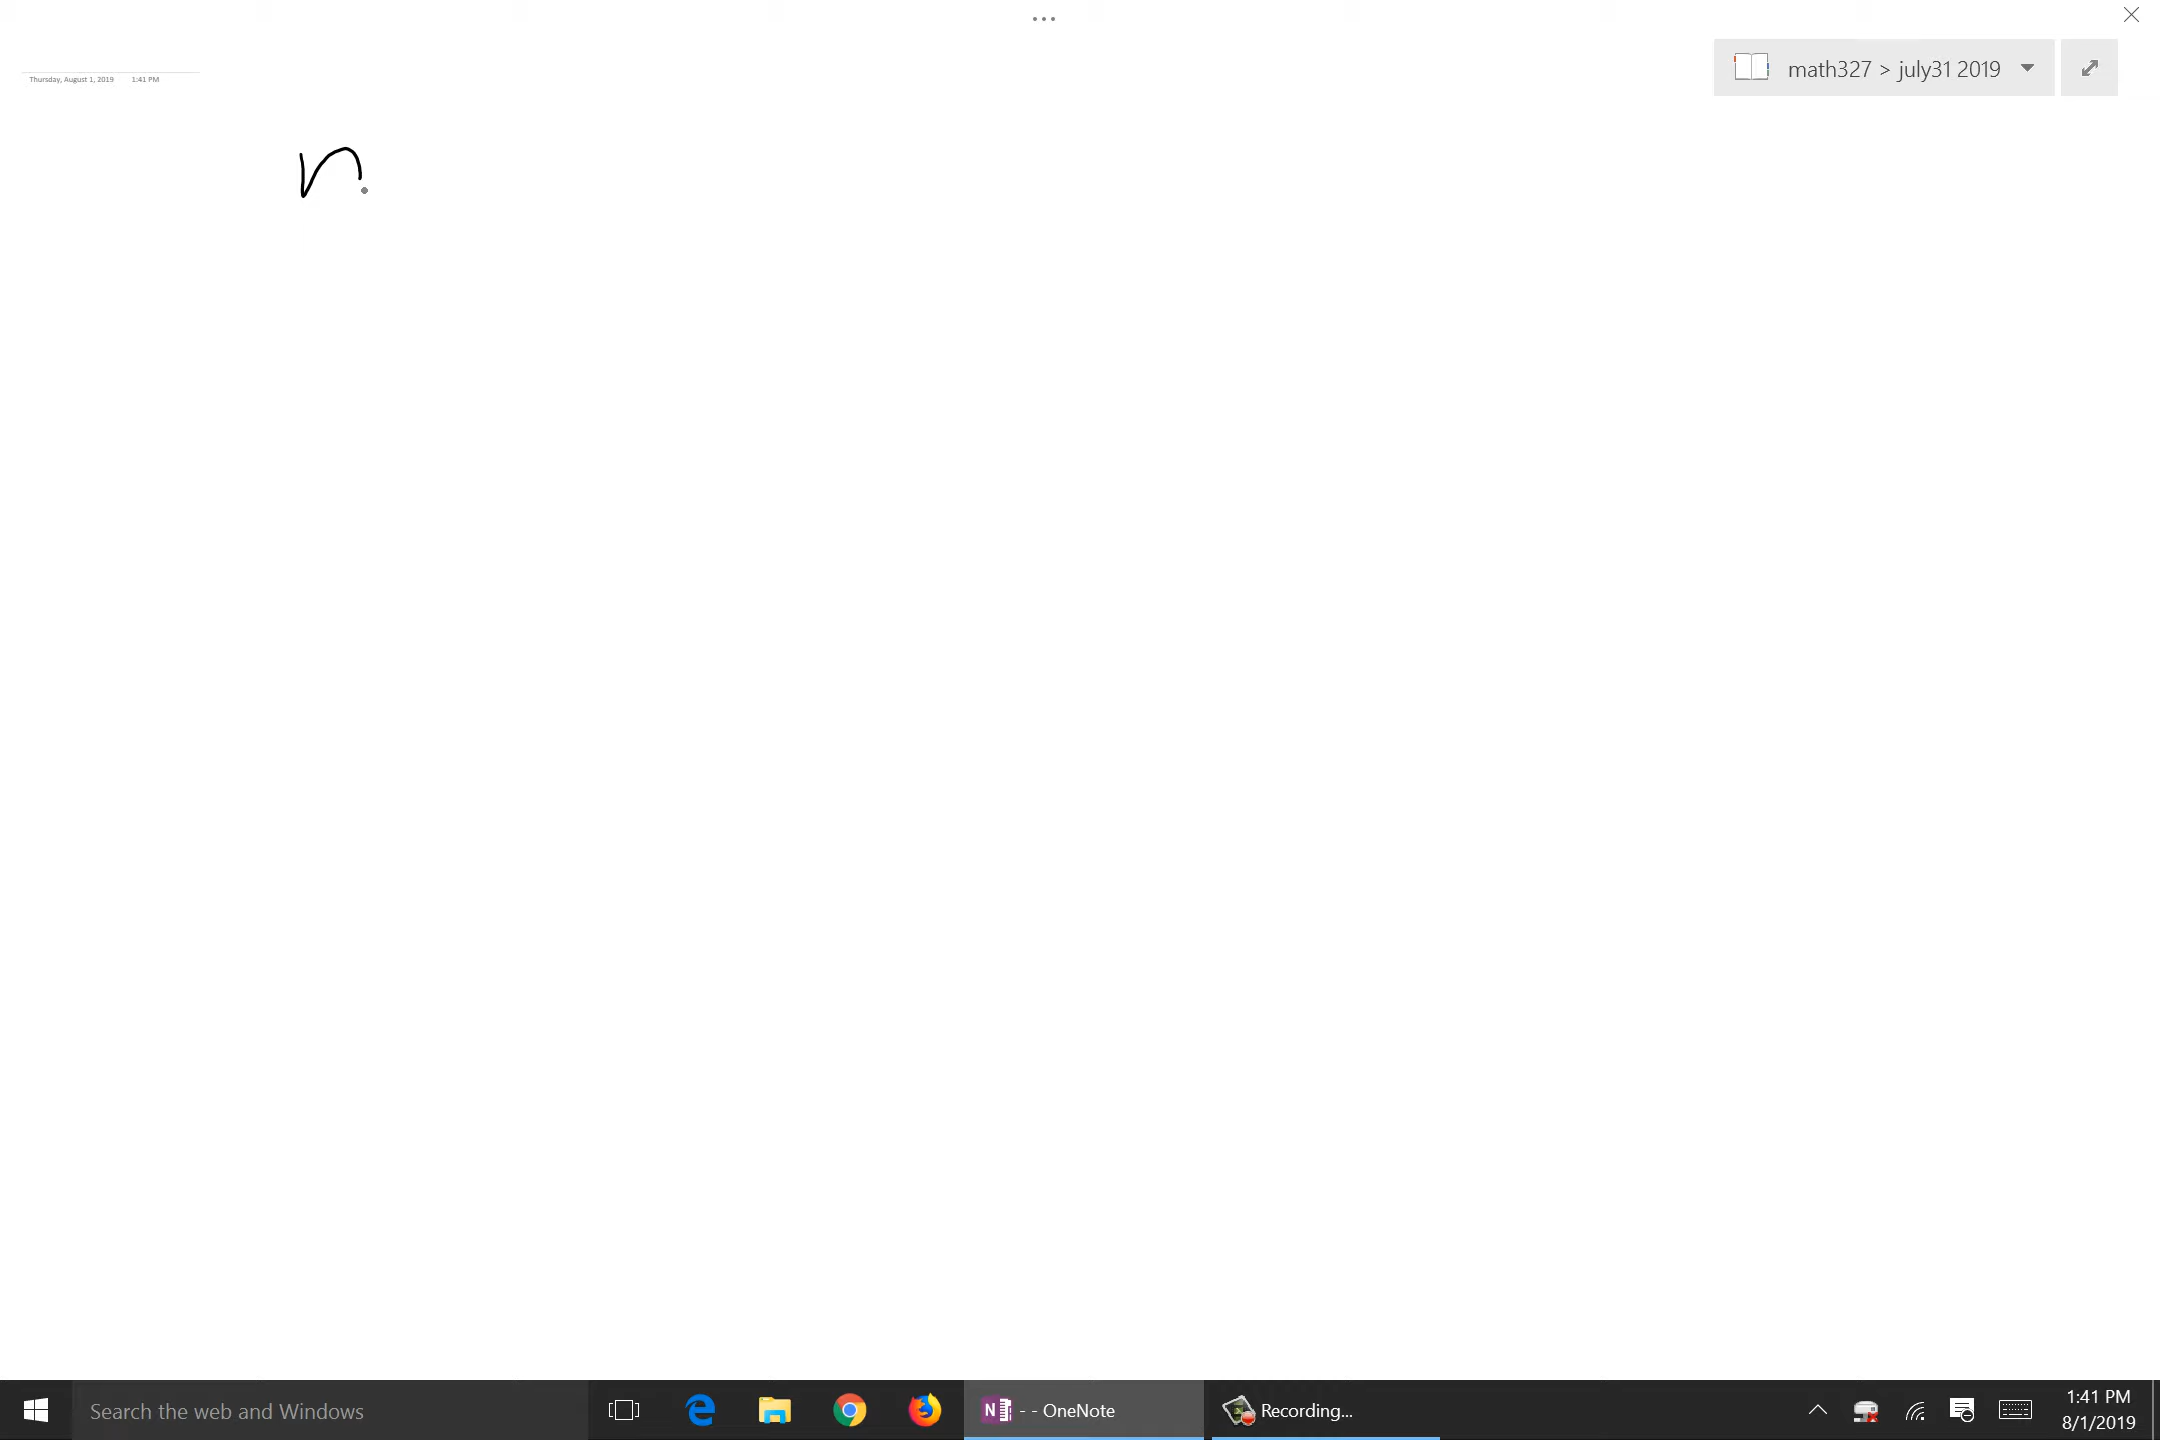 math327 > july31 2019
Thursday, August 1, 2019 1:41 PM
n
Search the web and Windows
- - OneNote
Recording...
1:41 PM
8/1/2019